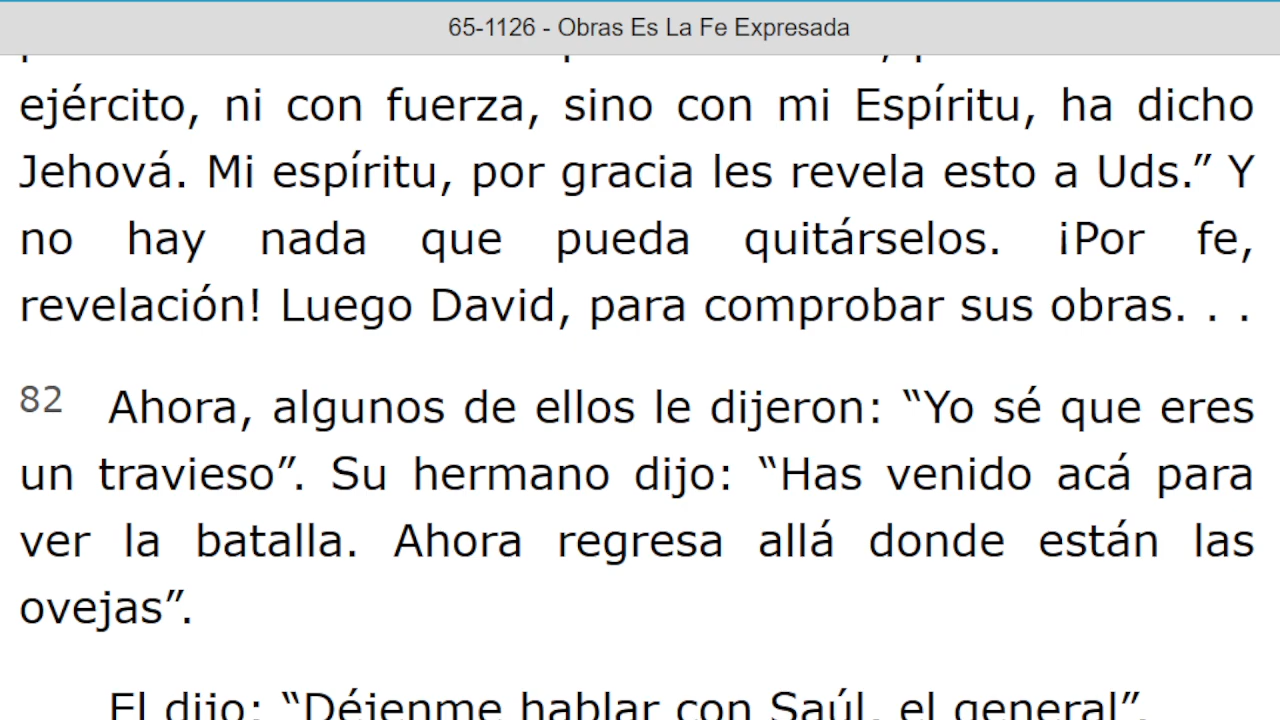 65-1126 - Obras Es La Fe Expresada
ejército, ni con fuerza, sino con mi Espíritu, ha dicho
Jehová. Mi espíritu, por gracia les revela esto a Uds.” Y
no hay nada que pueda quitárselos. ¡Por fe,
revelación! Luego David, para comprobar sus obras. . .
82 Ahora, algunos de ellos le dijeron: “Yo sé que eres
un travieso”. Su hermano dijo: “Has venido acá para
ver la batalla. Ahora regresa allá donde están las
ovejas”.
El dijo: “Déjenme hablar con Saúl, el general”.